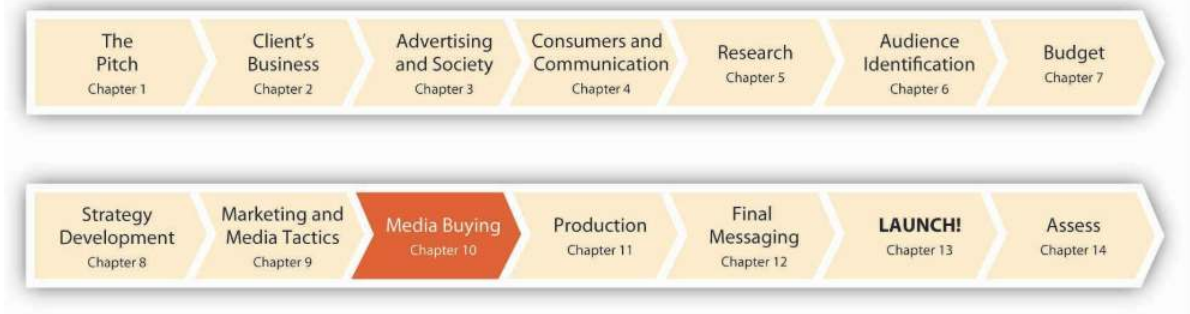 The
Pitch
Chapter 1
Client's
Business
Chapter 2
Advertising
and Society
Chapter 3
Consumers and
Communication
Chapter 4
Research
Chapter 5
Audience
Identification
Chapter 6
Budget
Chapter 7
Strategy
Development
Chapter 8
Marketing and
Media Tactics
Chapter 9
Media Buying
Chapter 10
Production
Chapter 11
Final
Messaging
Chapter 12
LAUNCH!
Chapter 13
Assess
Chapter 14